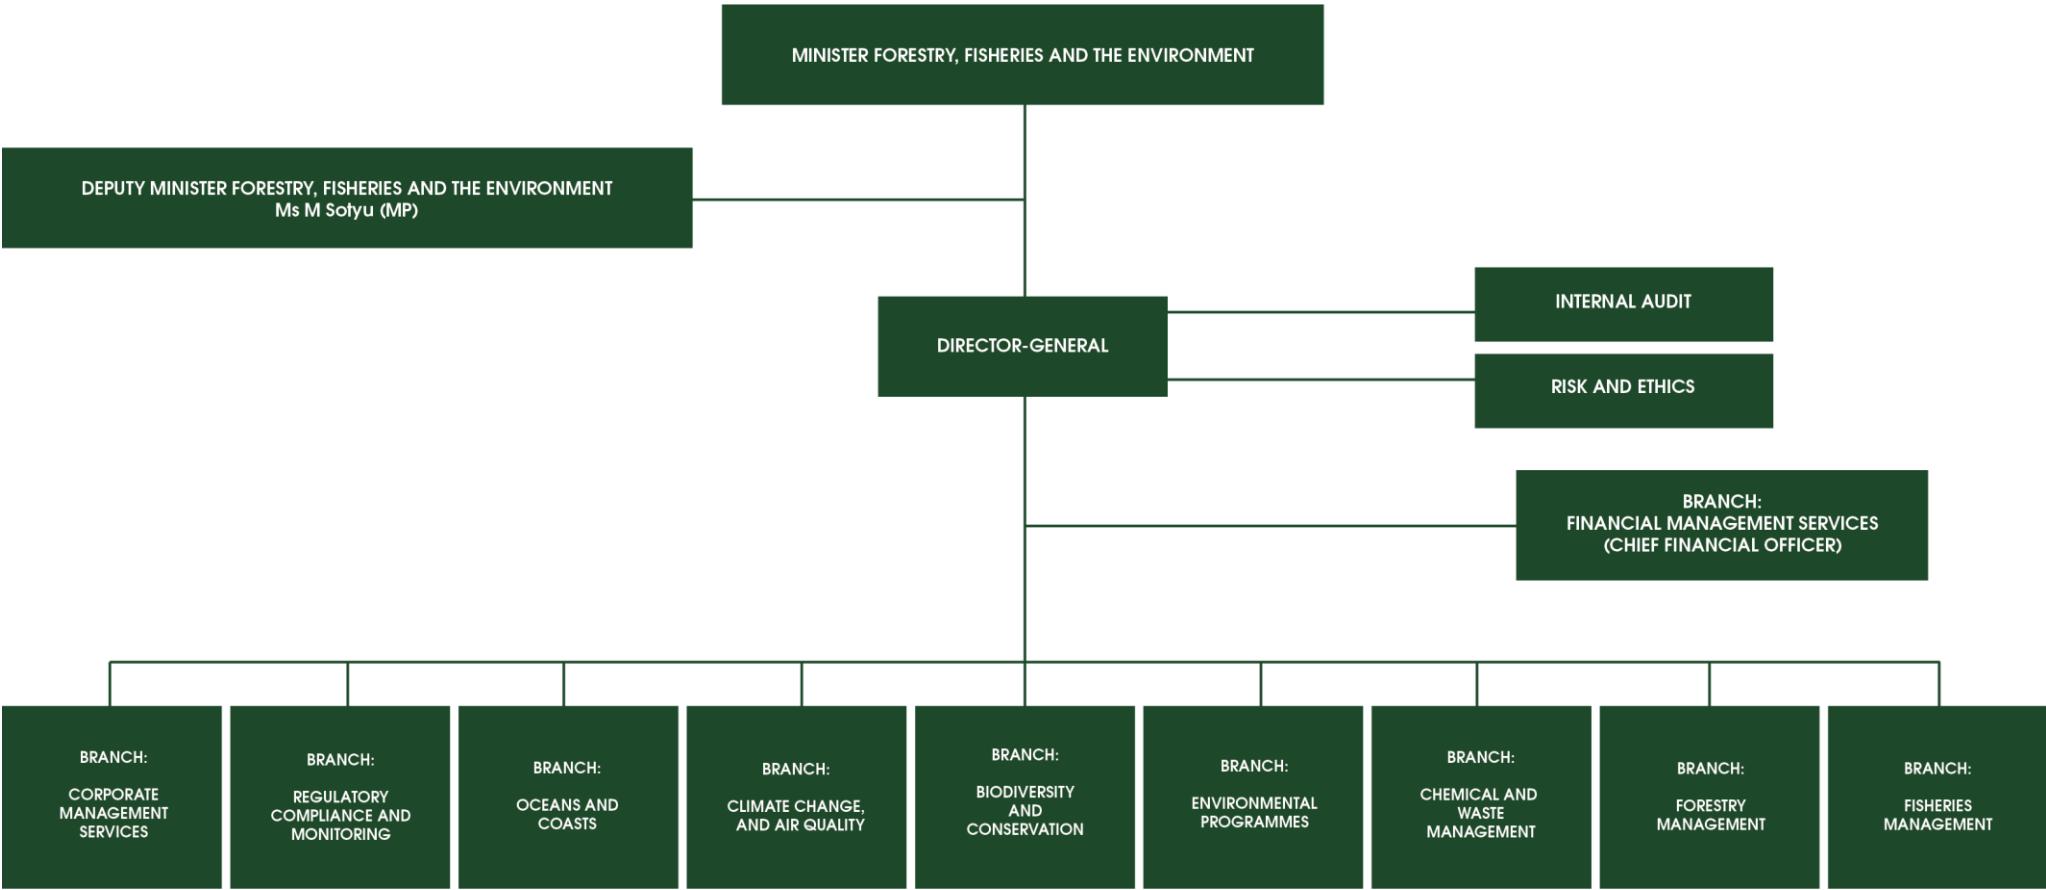 MINISTER FORESTRY, FISHERIES AND THE ENVIRONMENT
DEPUTY MINISTER FORESTRY, FISHERIES AND THE ENVIRONMENT
Ms M Sotyu (MP)
INTERNAL AUDIT
DIRECTOR-GENERAL
RISK AND ETHICS
BRANCH:
FINANCIAL MANAGEMENT SERVICES
(CHIEF FINANCIAL OFFICER)
BRANCH:
CORPORATE
MANAGEMENT
SERVICES
BRANCH:
REGULATORY
COMPLIANCE AND
MONITORING
BRANCH:
OCEANS AND
COASTS
BRANCH:
CLIMATE CHANGE,
AND AIR QUALITY
BRANCH:
BIODIVERSITY
AND
CONSERVATION
BRANCH:
ENVIRONMENTAL
PROGRAMMES
BRANCH:
CHEMICAL AND
WASTE
MANAGEMENT
BRANCH:
FORESTRY
MANAGEMENT
BRANCH:
FISHERIES
MANAGEMENT